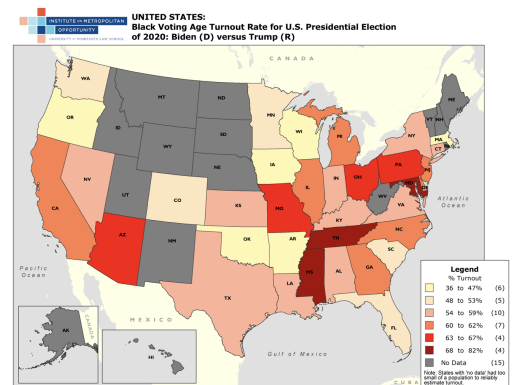 INSTITUTE ON METROPOLITAN
OPPORTUNITY
UNIVERSITY OF MINNESOTA LAW SCHOOL
UNITED STATES:
Black Voting Age Turnout Rate for U.S. Presidential Election
of 2020: Biden (D) versus Trump (R)
CANADA
WA
MT
ND
MN
ME
OR
ID
SD
WI
MI
VT
NH
NY
MA
CT
WY
IA
NE
PA
NJ
NV
UT
CO
IL
IN
OH
MD
DE
WV
VA
CA
KS
MO
KY
Atlantic
Ocean
AZ
NM
OK
AR
TN
NC
SC
MS
AL
GA
TX
LA
FL
Pacific
Ocean
MEXICO
Gulf of Mexico
CUBA
AK
CANADA
HI
Legend
% Turnout
36 to 47% (6)
48 to 53% (5)
54 to 59% (10)
60 to 62% (7)
63 to 67% (4)
68 to 82% (4)
No Data (15)
Note: States with 'no data' had too
small of a population to reliably
estimate turnout.